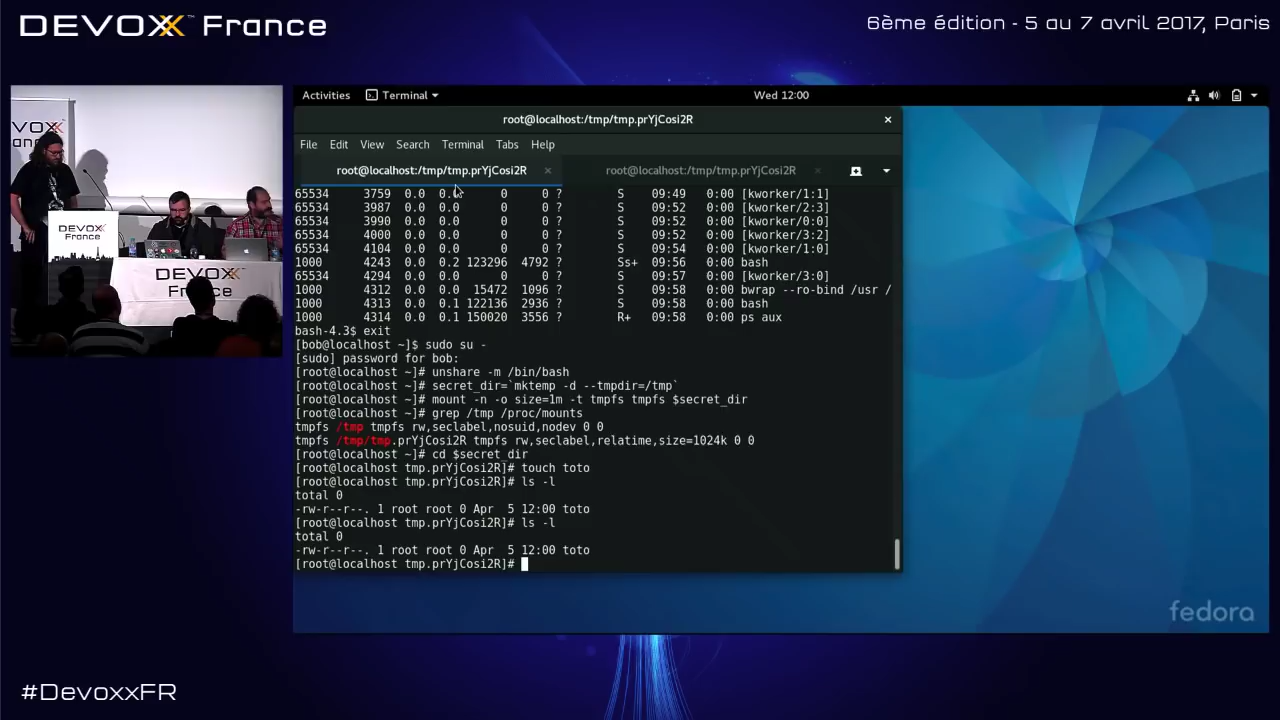 DEVOXX™ France
6ème édition - 5 au 7 avril 2017, Paris
Activities Terminal Wed 12:00
root@localhost:/tmp/tmp.prYjCosi2R
File Edit View Search Terminal Tabs Help
root@localhost:/tmp/tmp.prYjCosi2R root@localhost:/tmp/tmp.prYjCosi2R
65534 3759 0.0 0.0 0 0 ? S 09:49 0:00 [kworker/1:1]
65534 3987 0.0 0.0 0 0 ? S 09:52 0:00 [kworker/2:3]
65534 3990 0.0 0.0 0 0 ? S 09:52 0:00 [kworker/0:0]
65534 4000 0.0 0.0 0 0 ? S 09:52 0:00 [kworker/3:2]
65534 4104 0.0 0.0 0 0 ? S 09:54 0:00 [kworker/1:0]
1000 4243 0.0 0.2 123296 4792 ? Ss+ 09:56 0:00 bash
65534 4294 0.0 0.0 0 0 ? S 09:57 0:00 [kworker/3:0]
1000 4312 0.0 0.0 15472 1096 ? S 09:58 0:00 bwrap --ro-bind /usr /
1000 4313 0.0 0.1 122136 2936 ? S 09:58 0:00 bash
1000 4314 0.0 0.1 150020 3556 ? R+ 09:58 0:00 ps aux
bash-4.3$ exit
[bob@localhost ~]$ sudo su -
[sudo] password for bob:
[root@localhost ~]# unshare -m /bin/bash
[root@localhost ~]# secret_dir=`mktemp -d --tmpdir=/tmp`
[root@localhost ~]# mount -n -o size=1m -t tmpfs tmpfs $secret_dir
[root@localhost ~]# grep /tmp /proc/mounts
tmpfs /tmp tmpfs rw,seclabel,nosuid,nodev 0 0
tmpfs /tmp/tmp.prYjCosi2R tmpfs rw,seclabel,relatime,size=1024k 0 0
[root@localhost ~]# cd $secret_dir
[root@localhost tmp.prYjCosi2R]# touch toto
[root@localhost tmp.prYjCosi2R]# ls -l
total 0
-rw-r--r--. 1 root root 0 Apr  5 12:00 toto
[root@localhost tmp.prYjCosi2R]# ls -l
total 0
-rw-r--r--. 1 root root 0 Apr  5 12:00 toto
[root@localhost tmp.prYjCosi2R]#
fedora
DEVOXX
France
DEVOXX
France
#DevoxxFR